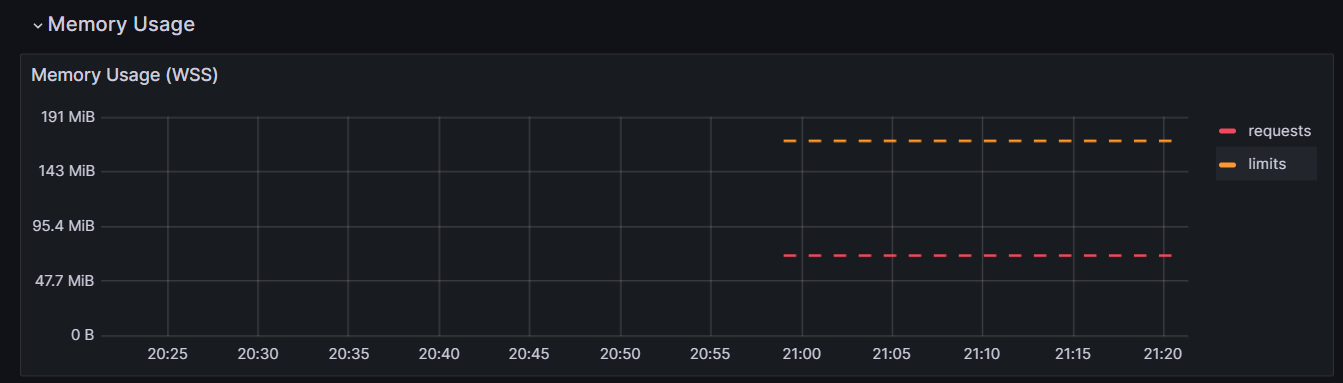 Memory Usage
Memory Usage (WSS)
191 MiB
143 MiB
95.4 MiB
47.7 MiB
0 B
20:25 20:30 20:35 20:40 20:45 20:50 20:55 21:00 21:05 21:10 21:15 21:20
requests
limits